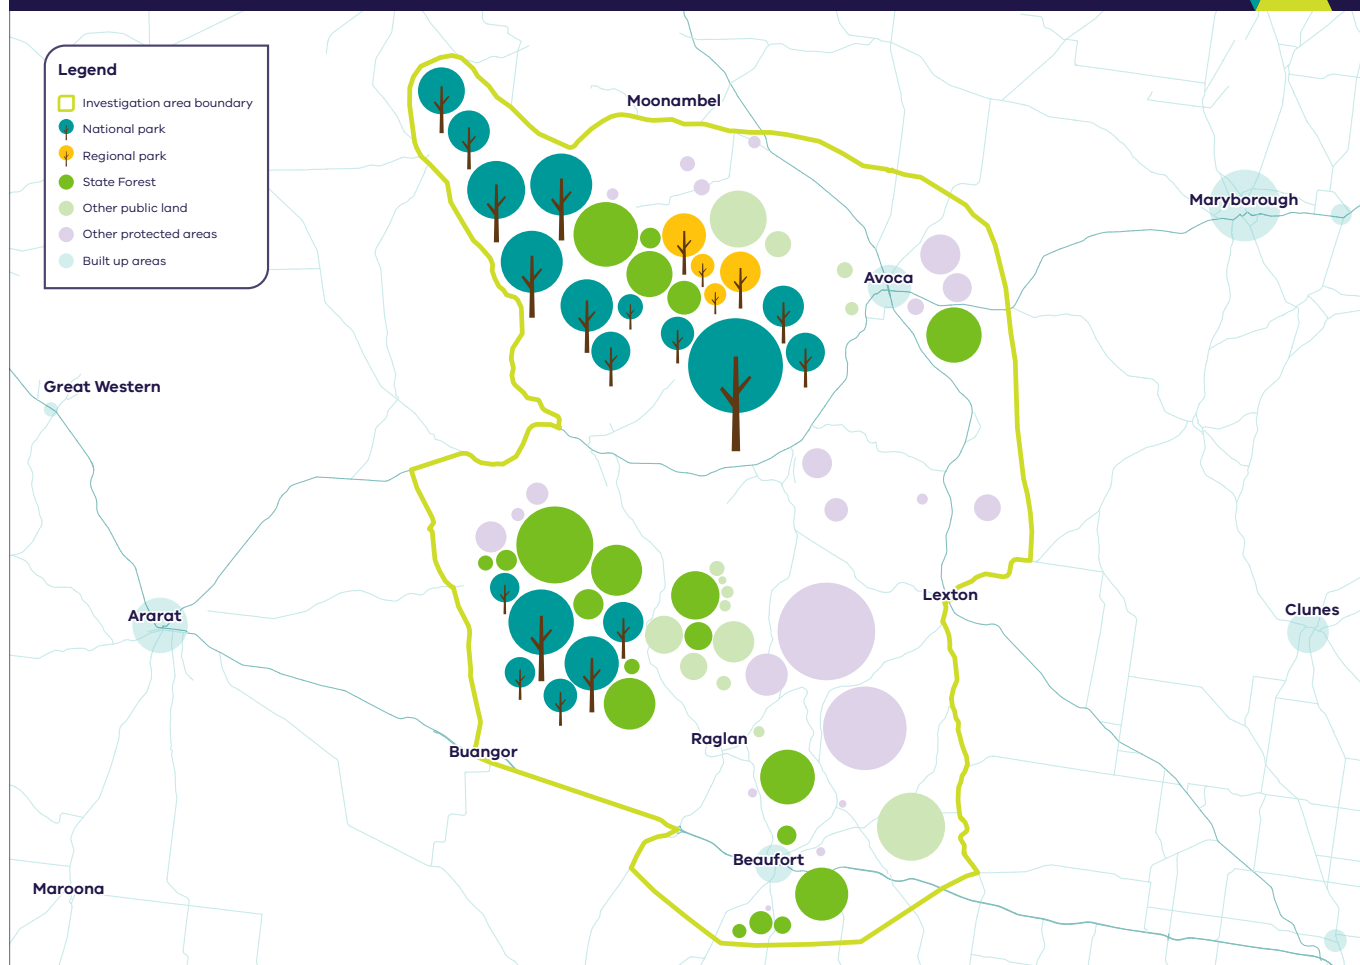 Legend
Investigation area boundary
National park
Regional park
State Forest
Other public land
Other protected areas
Built up areas
Moonambel
Maryborough
Avoca
Great Western
Lexton
Ararat
Clunes
Raglan
Buangor
Beaufort
Maroona